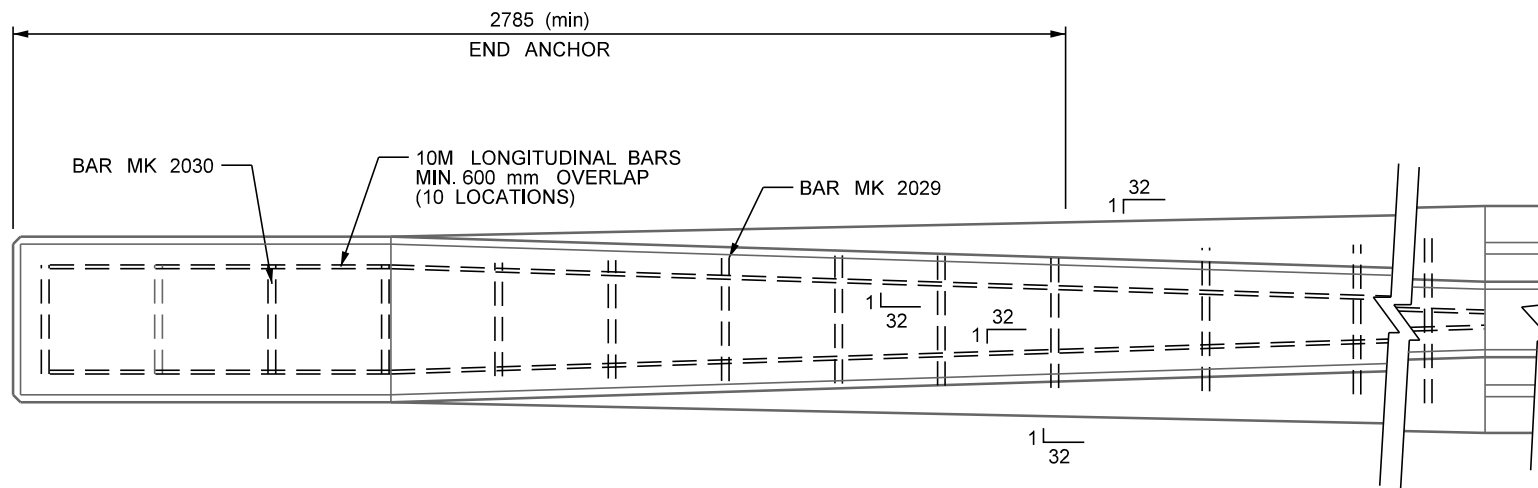 2785 (min)
END ANCHOR
BAR MK 2030
10M LONGITUDINAL BARS
MIN. 600 mm OVERLAP
(10 LOCATIONS)
BAR MK 2029
32
1
1
32
32
1
1
32